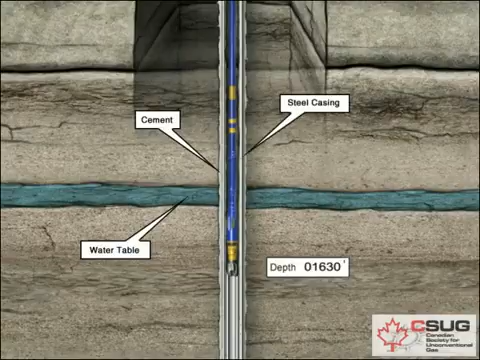 Steel Casing
Cement
Water Table
Depth 01630'
CSUG
Canadian
Society for
Unconventional
Gas